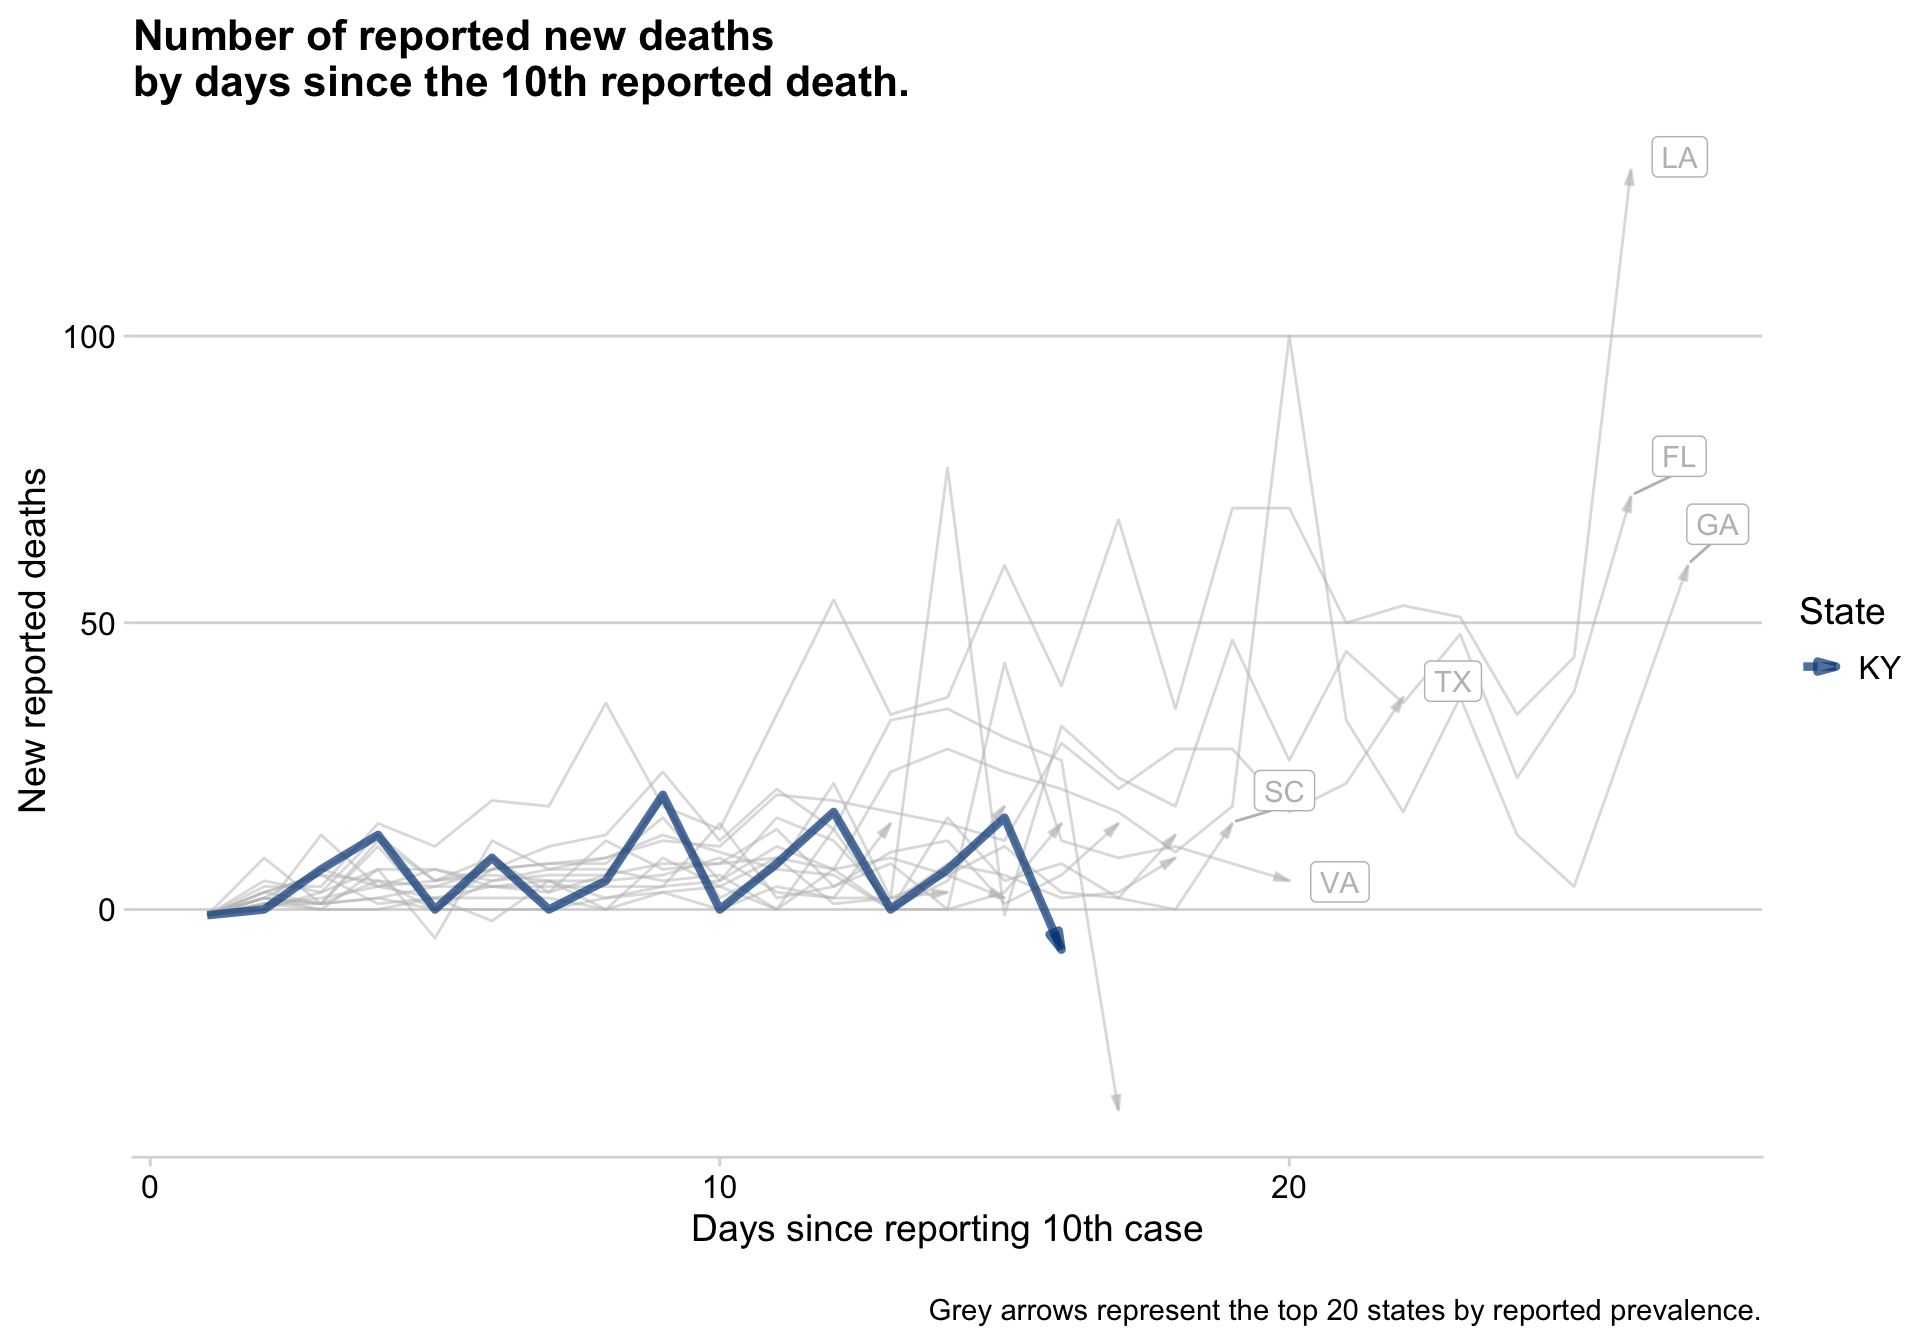 Number of reported new deaths
by days since the 10th reported death.
LA
100
FL
GA
New reported deaths
State
50
KY
TX
SC
VA
0
0 10 20
Days since reporting 10th case
Grey arrows represent the top 20 states by reported prevalence.